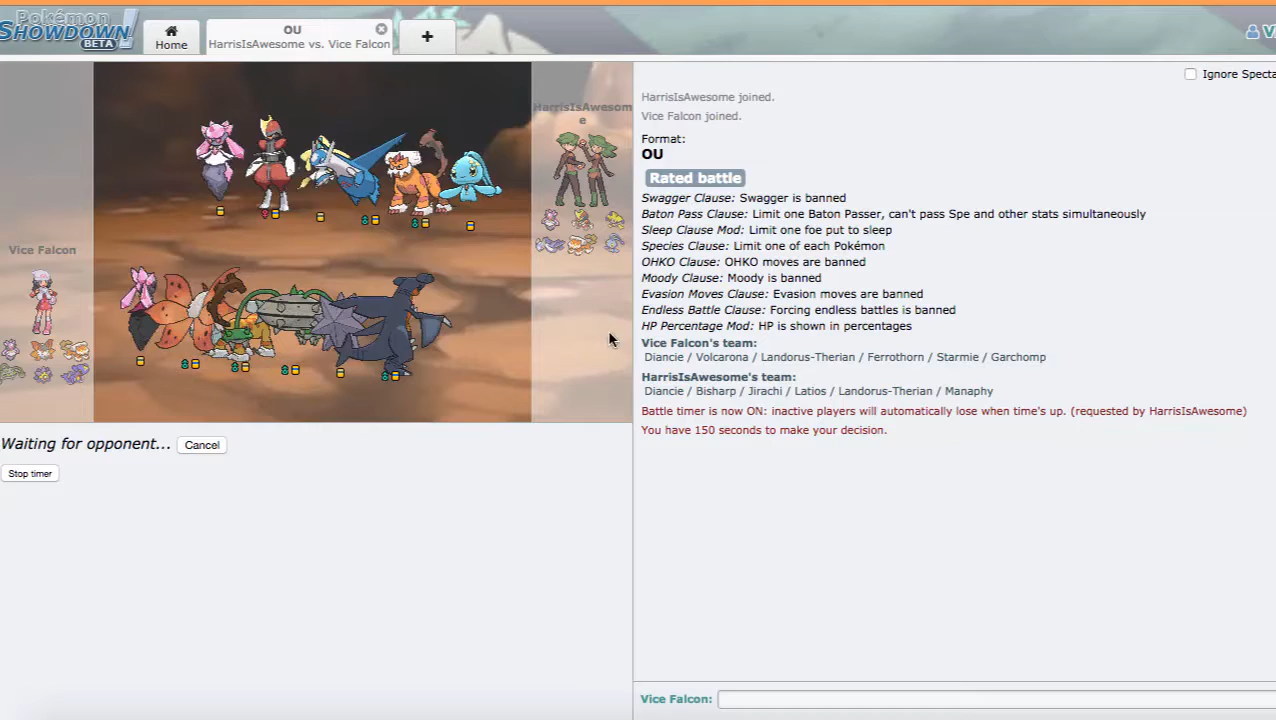 Pokémon
SHOWDOWN!
BETA
Home
OU
HarrisIsAwesome vs. Vice Falcon
+
V
Ignore Specta
HarrisIsAwesom
e
Vice Falcon
HarrisIsAwesome joined.
Vice Falcon joined.
Format:
OU
Rated battle
Swagger Clause: Swagger is banned
Baton Pass Clause: Limit one Baton Passer, can't pass Spe and other stats simultaneously
Sleep Clause Mod: Limit one foe put to sleep
Species Clause: Limit one of each Pokémon
OHKO Clause: OHKO moves are banned
Moody Clause: Moody is banned
Evasion Moves Clause: Evasion moves are banned
Endless Battle Clause: Forcing endless battles is banned
HP Percentage Mod: HP is shown in percentages
Vice Falcon's team:
Diancie / Volcarona / Landorus-Therian / Ferrothorn / Starmie / Garchomp
HarrisIsAwesome's team:
Diancie / Bisharp / Jirachi / Latios / Landorus-Therian / Manaphy
Battle timer is now ON: inactive players will automatically lose when time's up. (requested by HarrisIsAwesome)
You have 150 seconds to make your decision.
Waiting for opponent... Cancel
Stop timer
Vice Falcon: